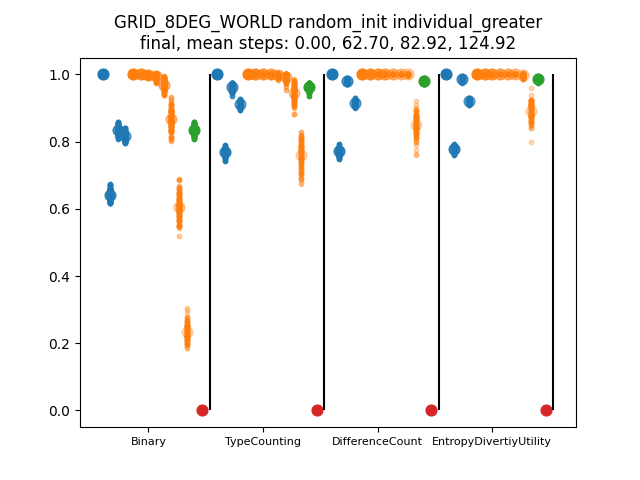 GRID_8DEG_WORLD random_init individual_greater
final, mean steps: 0.00, 62.70, 82.92, 124.92
1.0
0.8
0.6
0.4
0.2
0.0
Binary
TypeCounting
DifferenceCount
EntropyDivertiyUtility